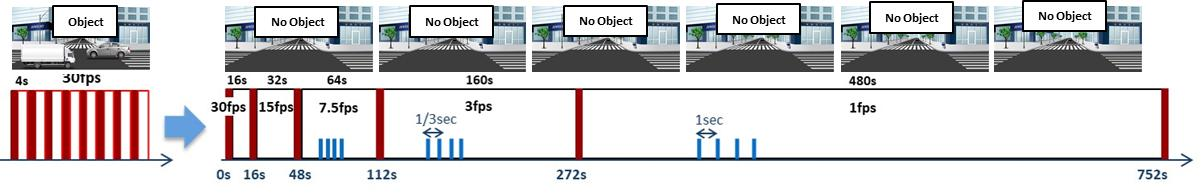 Object
No Object
No Object
No Object
No Object
No Object
No Object
4s
30fps
16s
32s
64s
160s
480s
30fps
15fps
7.5fps
3fps
1fps
1/3sec
1sec
0s
16s
48s
112s
272s
752s